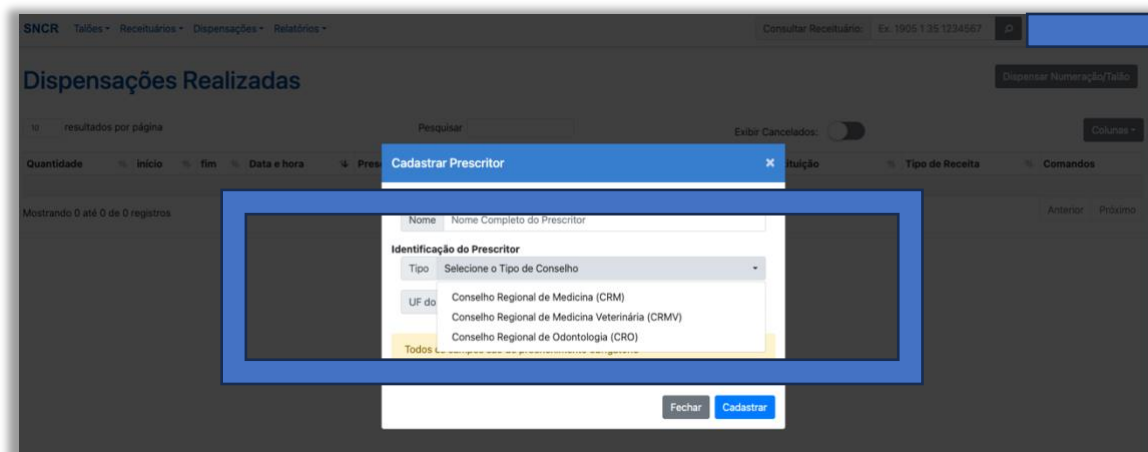 SNCR Talões Receituários Dispensações Relatórios Consultar Receituário: Ex. 1905 1 35 1234567
Dispensações Realizadas Dispensar Numeração/Talão
10 resultados por página Pesquisar Exibir Cancelados: Colunas
Quantidade início fim Data e hora Tipo de Receita Comandos
Mostrando 0 até 0 de 0 registros Anterior Próximo
Cadastrar Prescritor ×
Nome Nome Completo do Prescritor
Identificação do Prescritor
Tipo Selecione o Tipo de Conselho
UF do
Conselho Regional de Medicina (CRM)
Conselho Regional de Medicina Veterinária (CRMV)
Conselho Regional de Odontologia (CRO)
Todos
Fechar Cadastrar